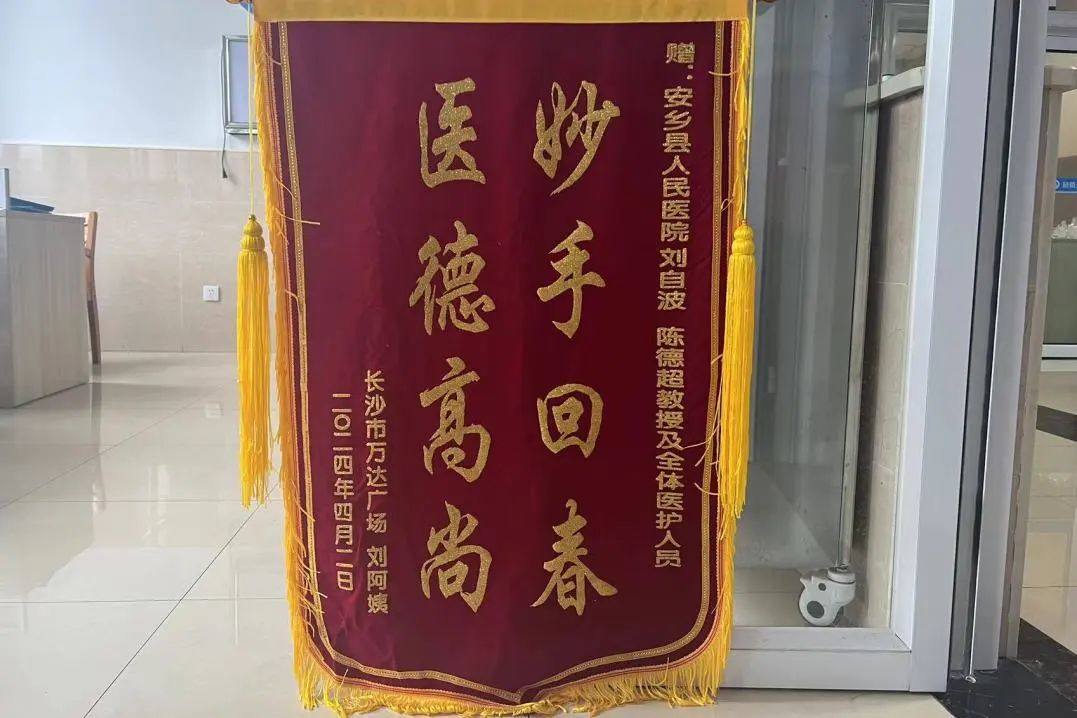 赠：安乡县人民医院刘自波 陈德超教授及全体医护人员
妙手回春
医德高尚
长沙市万达广场 刘阿姨
二〇二四年四月二日